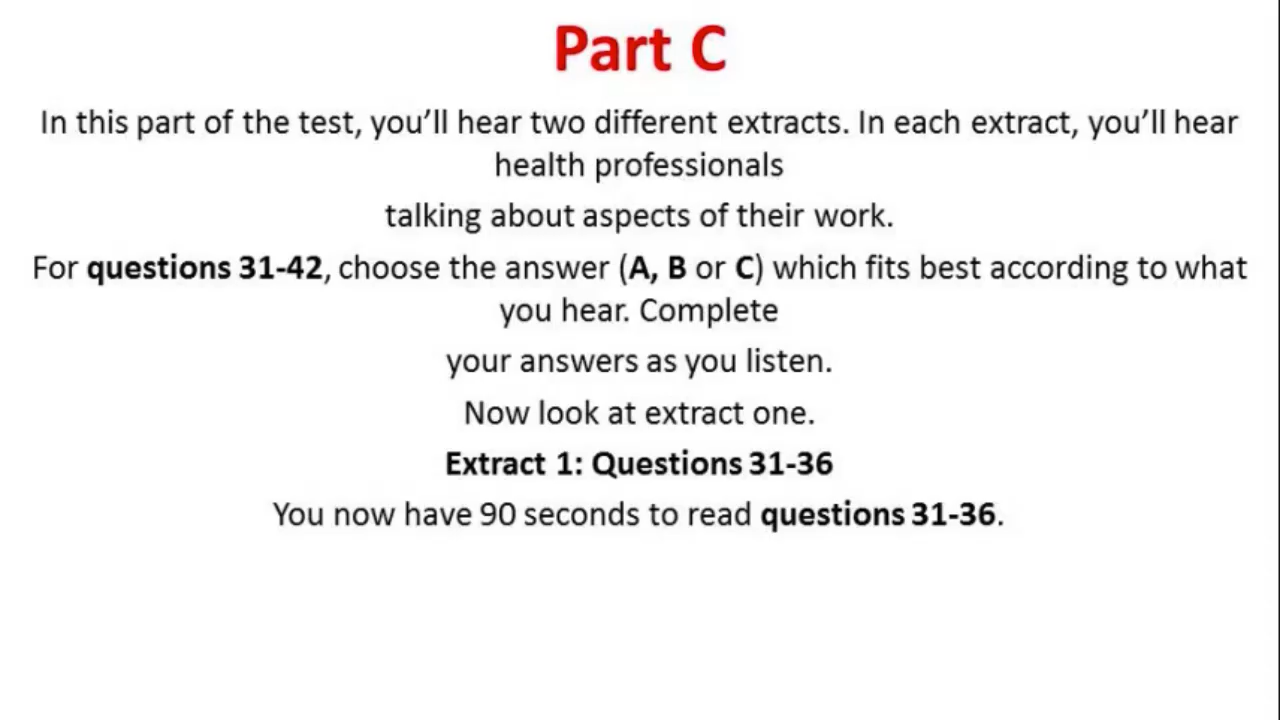 Part C
In this part of the test, you’ll hear two different extracts. In each extract, you’ll hear
health professionals
talking about aspects of their work.
For questions 31-42, choose the answer (A, B or C) which fits best according to what
you hear. Complete
your answers as you listen.
Now look at extract one.
Extract 1: Questions 31-36
You now have 90 seconds to read questions 31-36.